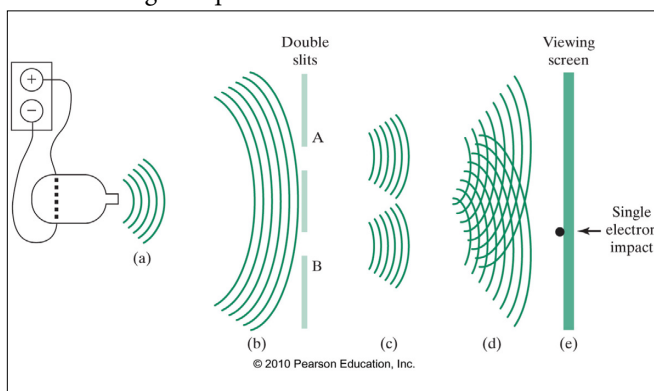 Double
slits
Viewing
screen
+
−
A
B
Single
electron
impact
(a)
(b)
(c)
(d)
(e)
© 2010 Pearson Education, Inc.